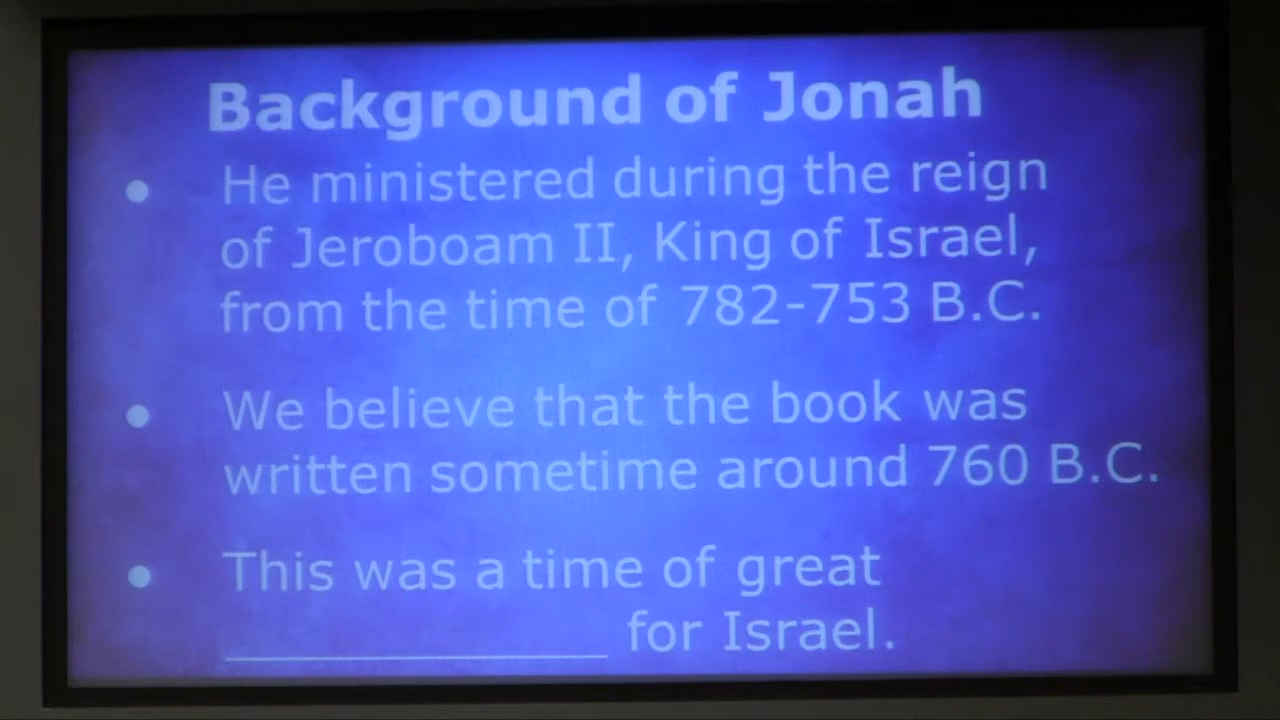 Background of Jonah
• He ministered during the reign
of Jeroboam II, King of Israel,
from the time of 782-753 B.C.
• We believe that the book was
written sometime around 760 B.C.
• This was a time of great
______________ for Israel.